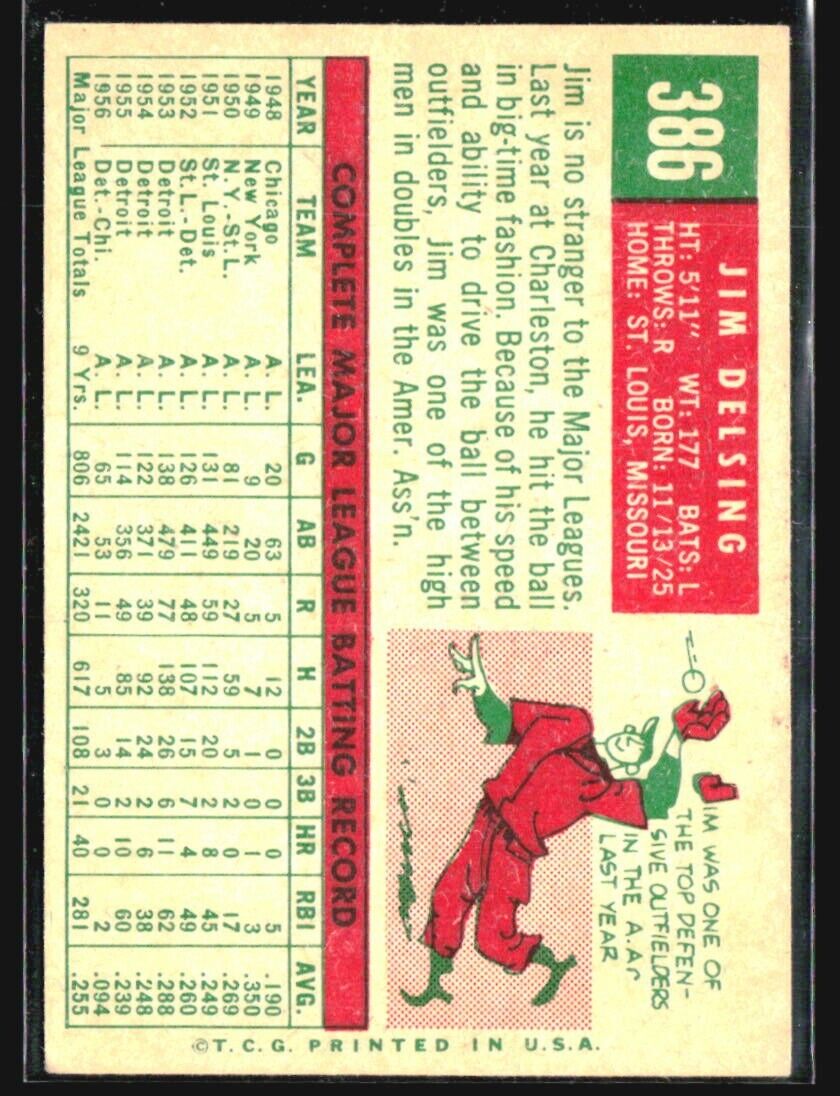 386
JIM DELSING
HT: 5'11" WT: 177 BATS: L
THROWS: R BORN: 11/13/25
HOME: ST. LOUIS, MISSOURI
Jim is no stranger to the Major Leagues.
Last year at Charleston, he hit the ball
in big-time fashion. Because of his speed
and ability to drive the ball between
outfielders, Jim was one of the high
men in doubles in the Amer. Ass'n.
JIM WAS ONE OF
THE TOP DEFEN-
SIVE OUTFIELDERS
IN THE A.A.
LAST YEAR
COMPLETE MAJOR LEAGUE BATTING RECORD
YEAR TEAM LEA. G AB R H 2B 3B HR RBI AVG.
1948 Chicago A. L. 20 63 5 12 0 0 0 5 .190
1949 New York A. L. 9 20 5 7 1 0 1 3 .350
1950 N.Y.-St.L. A. L. 81 219 27 59 5 2 0 17 .269
1951 St. Louis A. L. 131 449 59 112 20 2 8 45 .249
1952 St.L.-Det. A. L. 126 411 48 107 15 7 4 49 .260
1953 Detroit A. L. 138 479 77 138 26 6 11 62 .288
1954 Detroit A. L. 122 371 39 92 24 2 6 38 .248
1955 Detroit A. L. 114 356 49 85 14 2 10 60 .239
1956 Det.-Chi. A. L. 65 53 11 5 3 0 0 2 .094
Major League Totals 9 Yrs. 806 2421 320 617 108 21 40 281 .255
©T.C.G. PRINTED IN U.S.A.